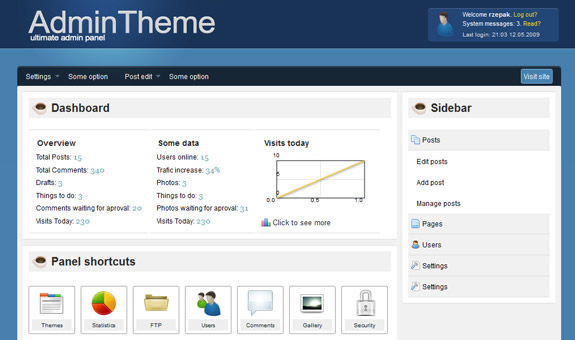 AdminTheme
ultimate admin panel
Welcome rzepak, Log out?
System messages: 3. Read?
Last login: 21:03 12.05.2009
Settings Some option Post edit Some option Visit site
Dashboard
Overview
Total Posts: 15
Total Comments: 340
Drafts: 3
Things to do: 3
Comments waiting for aproval: 20
Visits Today: 230
Some data
Users online: 15
Trafic increase: 34%
Photos: 3
Things to do: 3
Photos waiting for aproval: 31
Visits Today: 230
Visits today
10
5
0.0 0.5 1.0
Click to see more
Panel shortcuts
Themes Statistics FTP Users Comments Gallery Security
Sidebar
Posts
Edit posts
Add post
Manage posts
Pages
Users
Settings
Settings